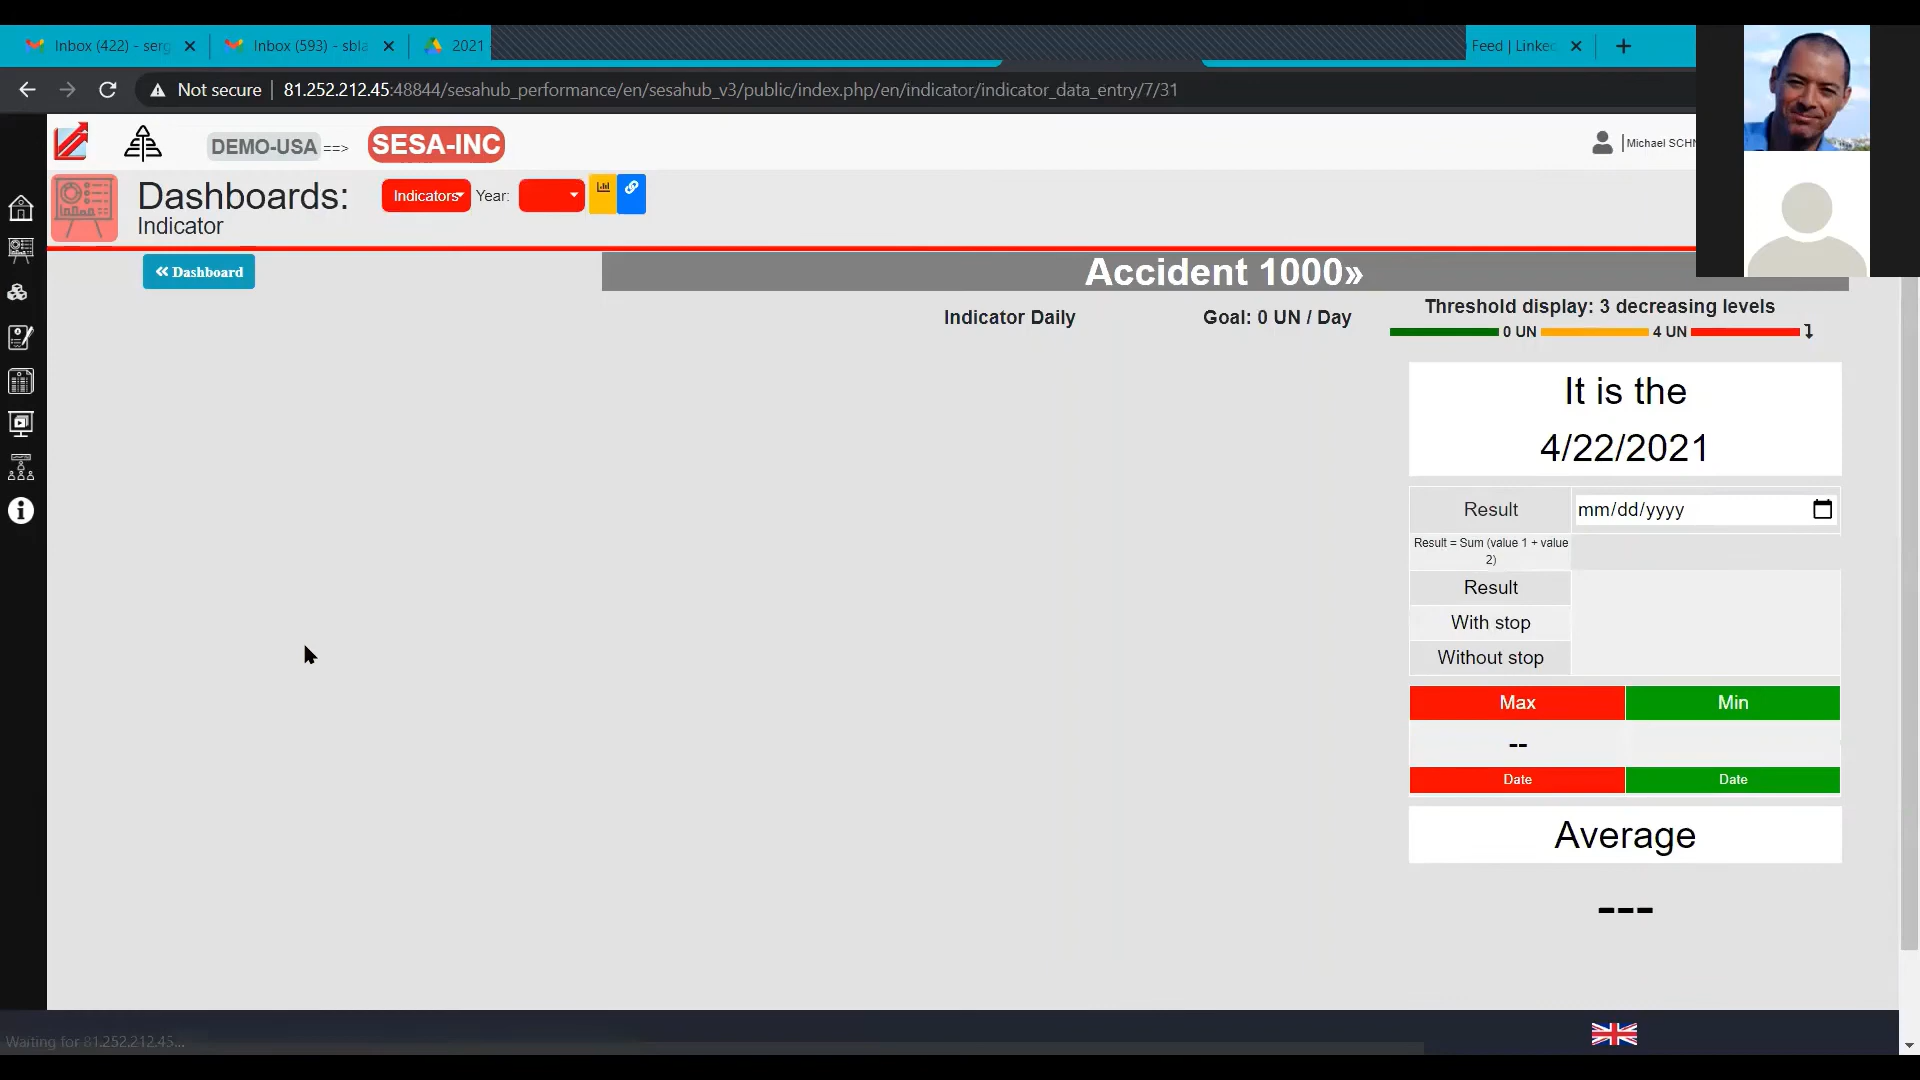 Inbox (422) - serg
Inbox (593) - sbla
2021
Feed | Linke
Not secure | 81.252.212.45:48844/sesahub_performance/en/sesahub_v3/public/index.php/en/indicator/indicator_data_entry/7/31
DEMO-USA ==> SESA-INC
Michael SCHN
Dashboards:
Indicators Year:
Indicator
« Dashboard
Accident 1000»
Indicator Daily
Goal: 0 UN / Day
Threshold display: 3 decreasing levels
0 UN 4 UN
It is the
4/22/2021
Result mm/dd/yyyy
Result = Sum (value 1 + value
2)
Result
With stop
Without stop
Max Min
--
Date Date
Average
---
Waiting for 81.252.212.45...